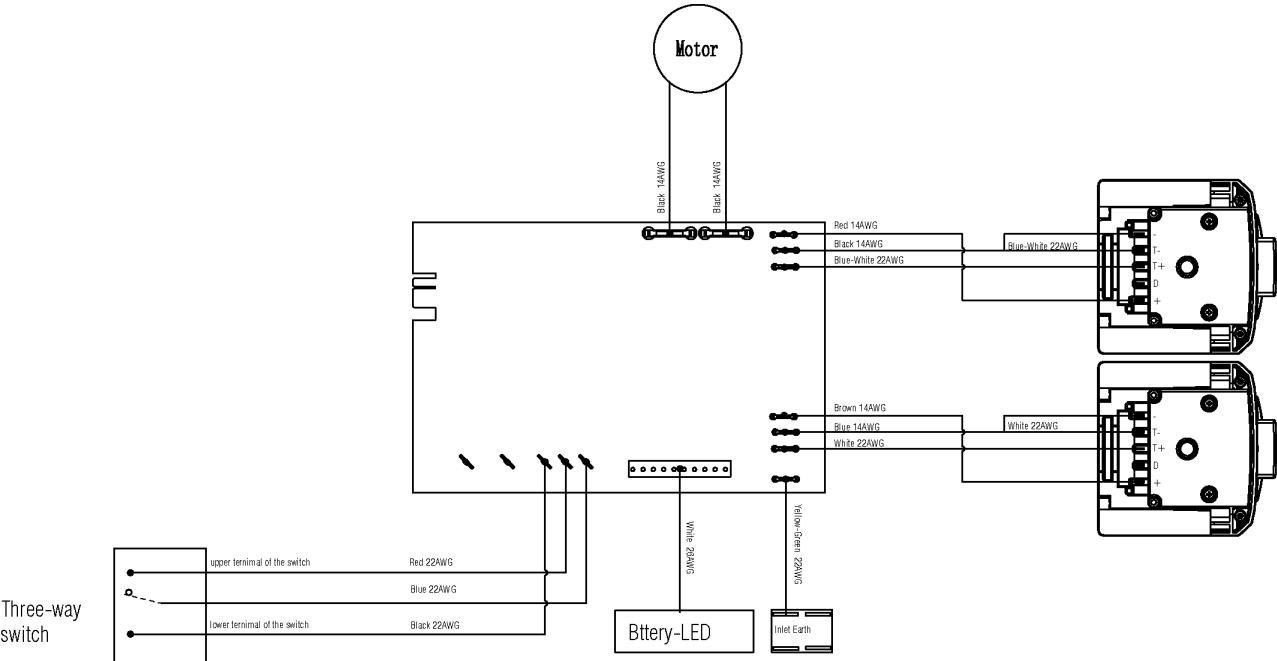 Motor
Black 14AWG
Black 14AWG
Red 14AWG
Black 14AWG
Blue-White 22AWG
Blue-White 22AWG
-
T-
T+
D
+
Brown 14AWG
Blue 14AWG
White 22AWG
White 22AWG
-
T-
T+
D
+
White 26AWG
Yellow-Green 22AWG
upper ternimal of the switch
Red 22AWG
Blue 22AWG
lower ternimal of the switch
Black 22AWG
Three-way
switch
Bttery-LED
Inlet Earth